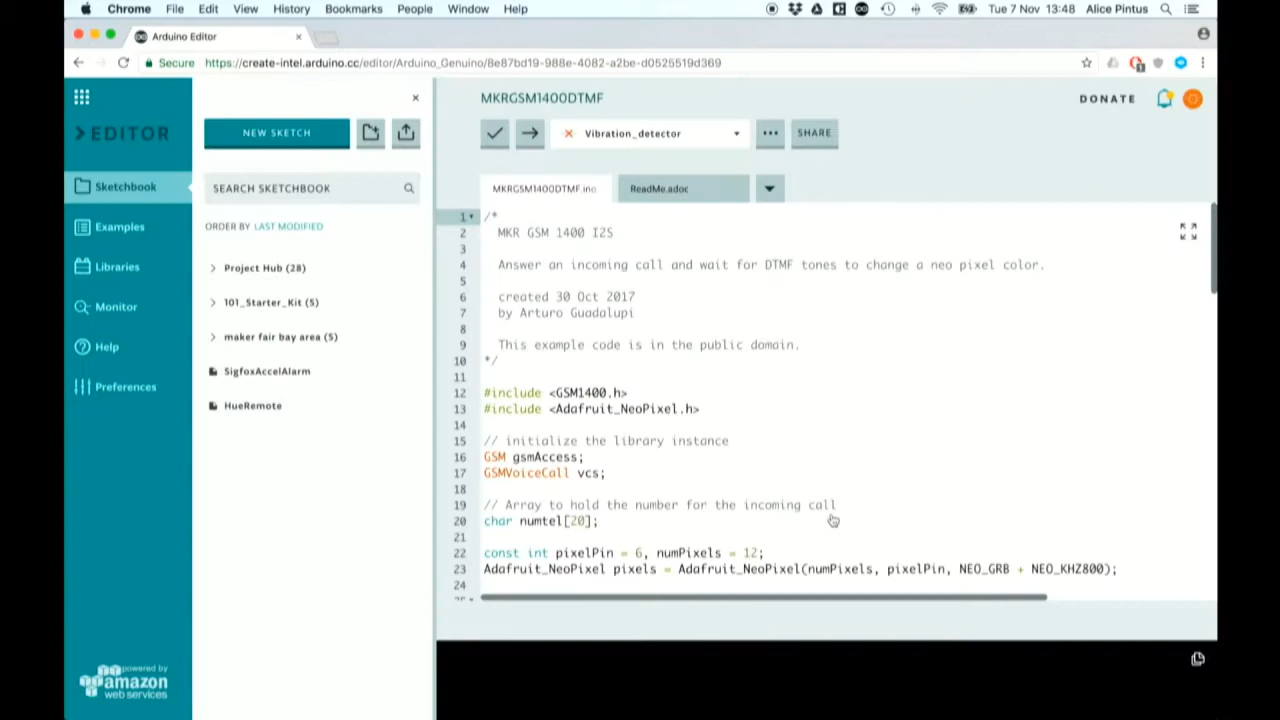 Chrome File Edit View History Bookmarks People Window Help Tue 7 Nov 13:48 Alice Pintus
Arduino Editor
Secure https://create-intel.arduino.cc/editor/Arduino_Genuino/8e87bd19-988e-4082-a2be-d0525519d369
EDITOR
Sketchbook
Examples
Libraries
Monitor
Help
Preferences
powered by
amazon
web services
NEW SKETCH
SEARCH SKETCHBOOK
ORDER BY LAST MODIFIED
Project Hub (28)
101_Starter_Kit (5)
maker fair bay area (5)
SigfoxAccelAlarm
HueRemote
MKRGSM1400DTMF
DONATE
Vibration_detector
SHARE
MKRGSM1400DTMF.ino ReadMe.adoc
1 /*
2 MKR GSM 1400 I2S
3
4 Answer an incoming call and wait for DTMF tones to change a neo pixel color.
5
6 created 30 Oct 2017
7 by Arturo Guadalupi
8
9 This example code is in the public domain.
10 */
11
12 #include <GSM1400.h>
13 #include <Adafruit_NeoPixel.h>
14
15 // initialize the library instance
16 GSM gsmAccess;
17 GSMVoiceCall vcs;
18
19 // Array to hold the number for the incoming call
20 char numtel[20];
21
22 const int pixelPin = 6, numPixels = 12;
23 Adafruit_NeoPixel pixels = Adafruit_NeoPixel(numPixels, pixelPin, NEO_GRB + NEO_KHZ800);
24